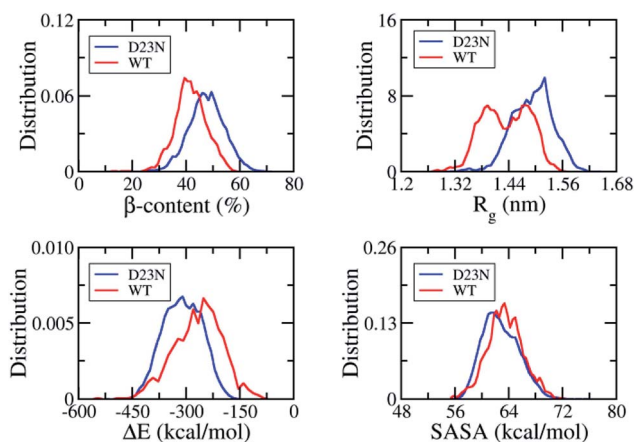 0.12
D23N
WT
Distribution
0.06
0
0 20 40 60 80
β-content (%)
16
D23N
WT
Distribution
8
0
1.2 1.32 1.44 1.56 1.68
Rg (nm)
0.010
D23N
WT
Distribution
0.005
0
-600 -450 -300 -150 0
ΔE (kcal/mol)
0.26
D23N
WT
Distribution
0.13
0
48 56 64 72 80
SASA (kcal/mol)